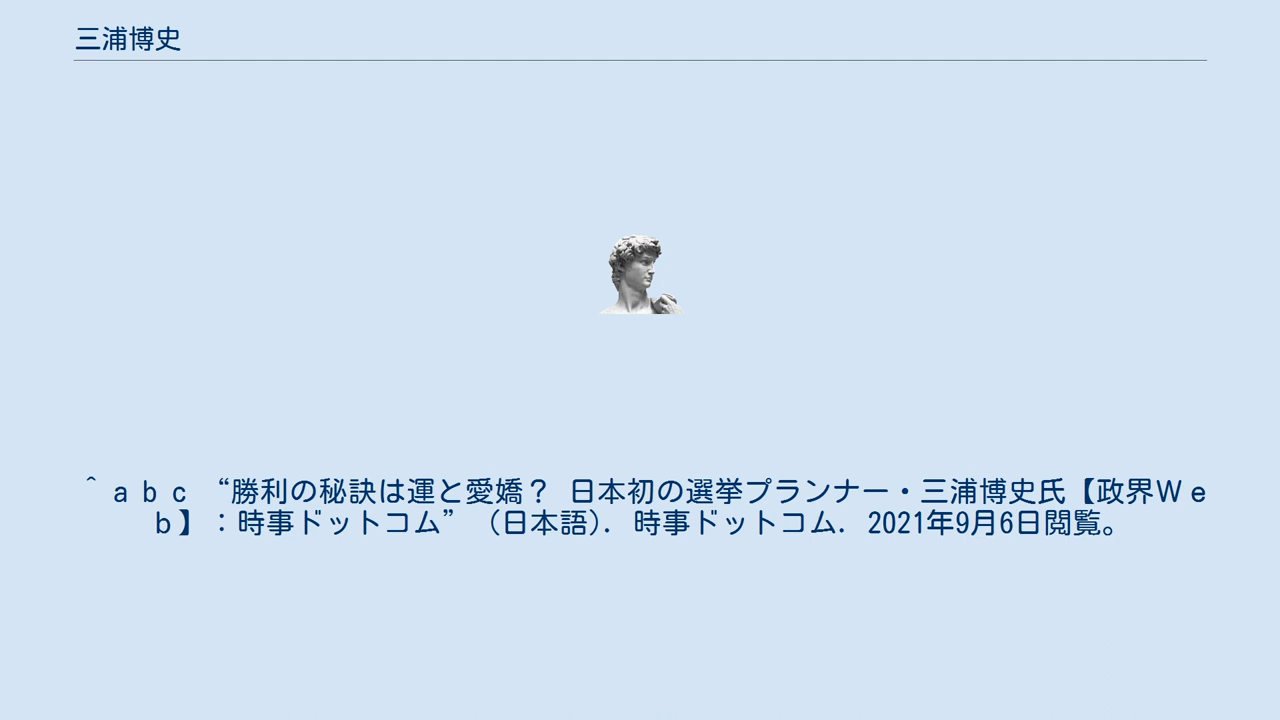 三浦博史
^ a b c “勝利の秘訣は運と愛嬌？ 日本初の選挙プランナー・三浦博史氏【政界Ｗｅ
ｂ】：時事ドットコム” （日本語). 時事ドットコム. 2021年9月6日閲覧。